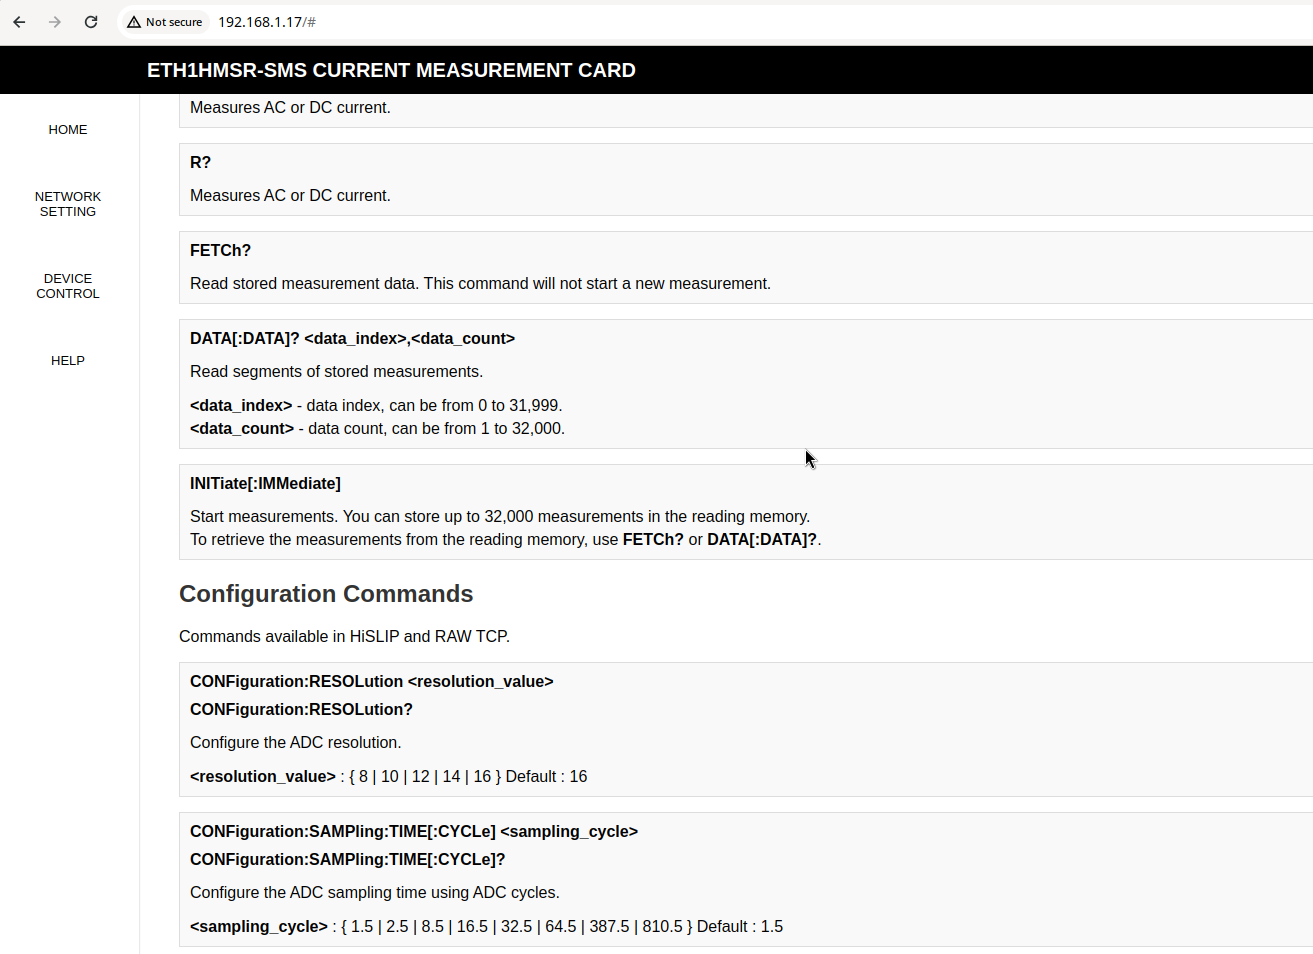 Not secure 192.168.1.17/#
ETH1HMSR-SMS CURRENT MEASUREMENT CARD
HOME
NETWORK
SETTING
DEVICE
CONTROL
HELP
Measures AC or DC current.
R?
Measures AC or DC current.
FETCh?
Read stored measurement data. This command will not start a new measurement.
DATA[:DATA]? <data_index>,<data_count>
Read segments of stored measurements.
<data_index> - data index, can be from 0 to 31,999.
<data_count> - data count, can be from 1 to 32,000.
INITiate[:IMMediate]
Start measurements. You can store up to 32,000 measurements in the reading memory.
To retrieve the measurements from the reading memory, use FETCh? or DATA[:DATA]?.
Configuration Commands
Commands available in HiSLIP and RAW TCP.
CONFiguration:RESOLution <resolution_value>
CONFiguration:RESOLution?
Configure the ADC resolution.
<resolution_value> : { 8 | 10 | 12 | 14 | 16 } Default : 16
CONFiguration:SAMPling:TIME[:CYCLe] <sampling_cycle>
CONFiguration:SAMPling:TIME[:CYCLe]?
Configure the ADC sampling time using ADC cycles.
<sampling_cycle> : { 1.5 | 2.5 | 8.5 | 16.5 | 32.5 | 64.5 | 387.5 | 810.5 } Default : 1.5